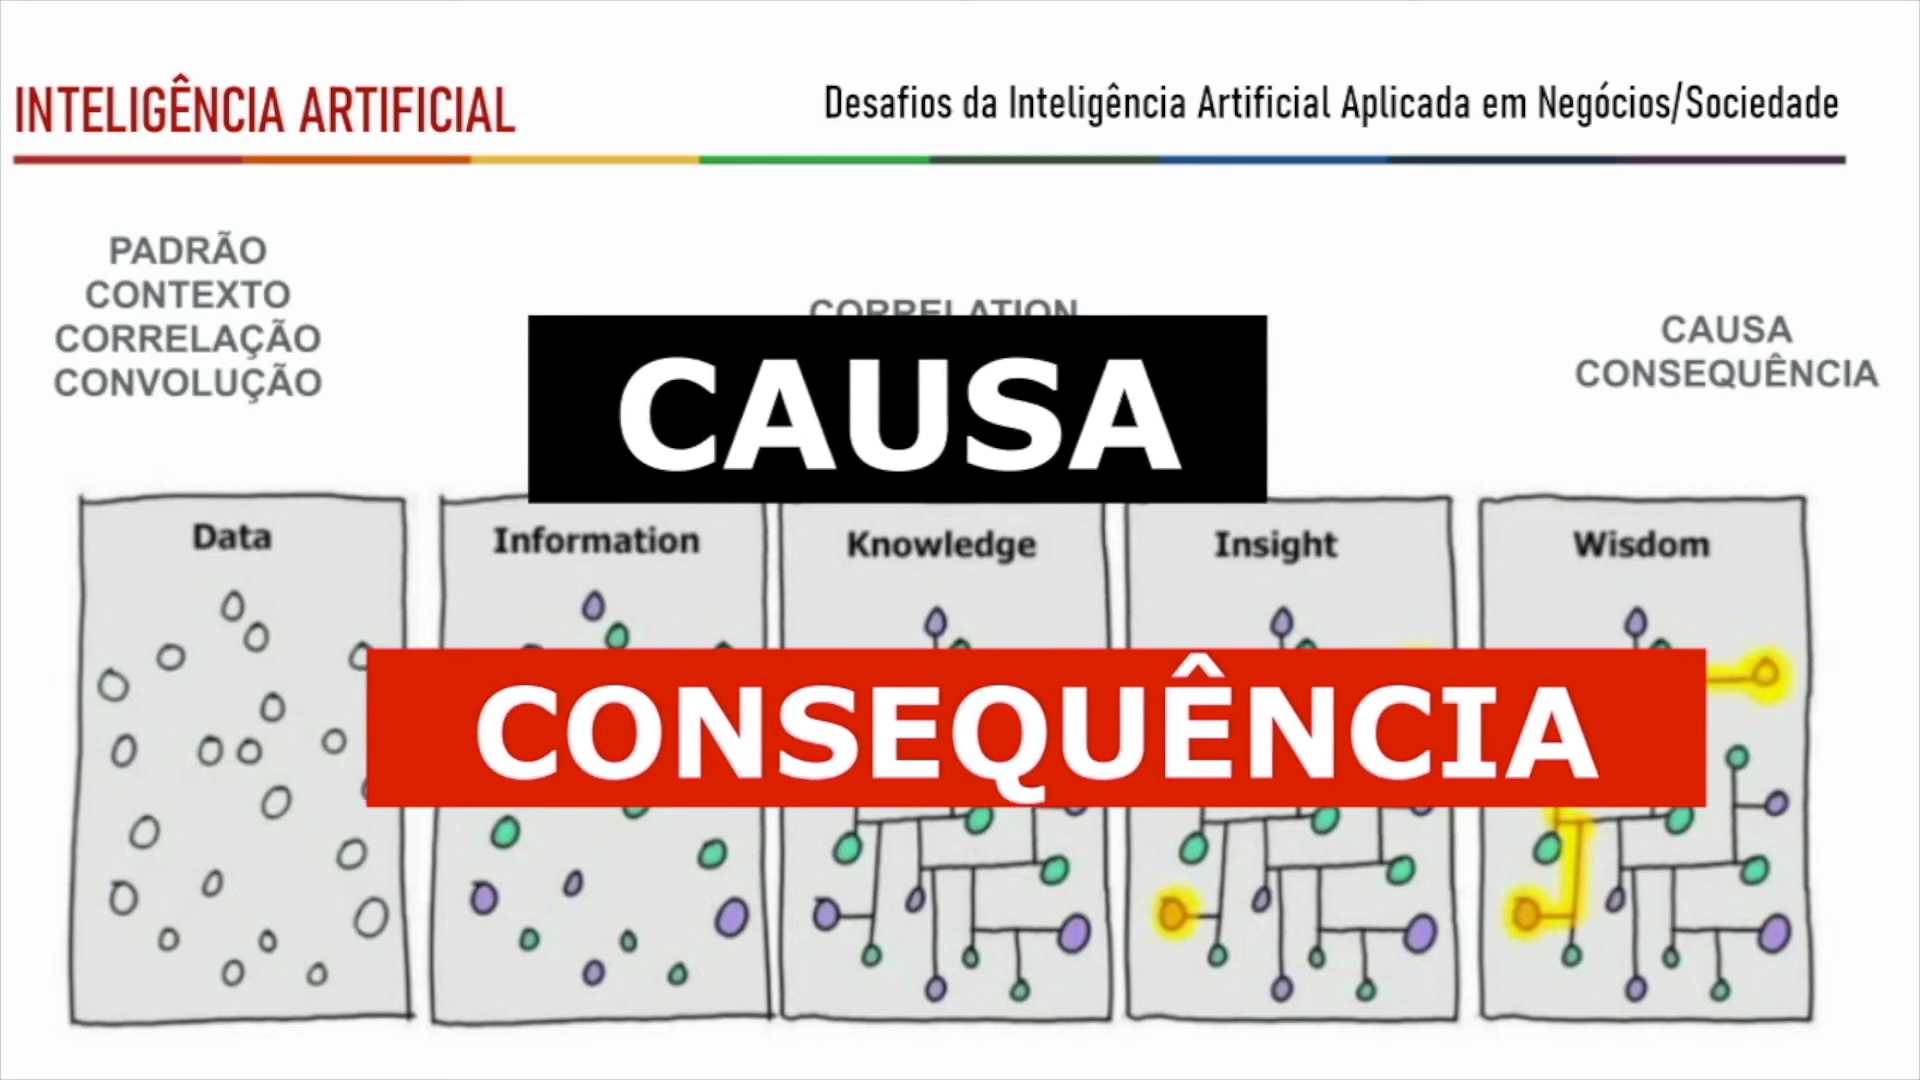 INTELIGÊNCIA ARTIFICIAL
Desafios da Inteligência Artificial Aplicada em Negócios/Sociedade
PADRÃO
CONTEXTO
CORRELAÇÃO
CONVOLUÇÃO
CORRELATION
CAUSA
CONSEQUÊNCIA
CAUSA
CONSEQUÊNCIA
Data
Information
Knowledge
Insight
Wisdom